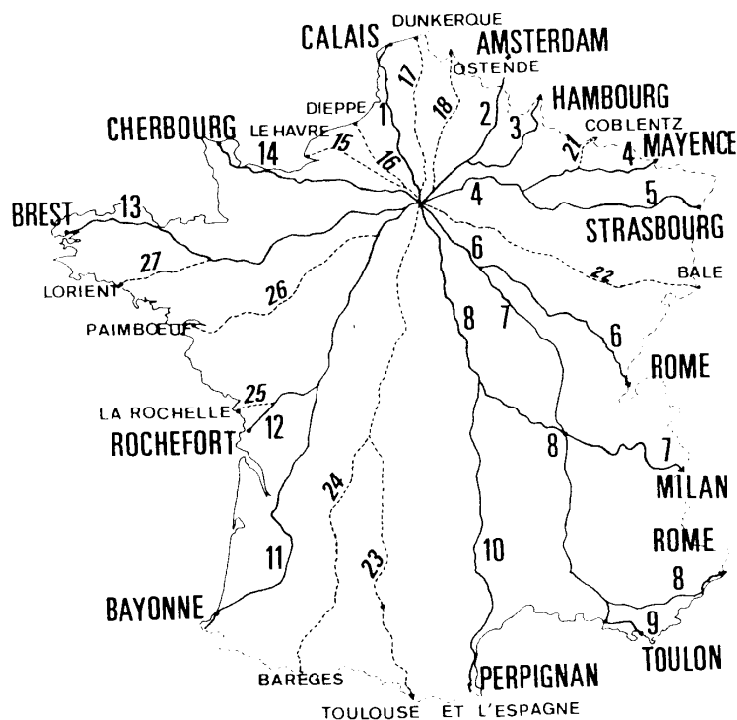 DUNKERQUE
CALAIS
AMSTERDAM
17
OSTENDE
HAMBOURG
DIEPPE
1
18
2
3
COBLENTZ
CHERBOURG
LE HAVRE
15
16
21
4
MAYENCE
14
4
5
BREST
13
STRASBOURG
6
27
26
22
BALE
LORIENT
PAIMBŒUF
8
7
6
ROME
25
LA ROCHELLE
12
ROCHEFORT
8
7
24
MILAN
11
23
10
ROME
8
BAYONNE
9
TOULON
BARÈGES
PERPIGNAN
TOULOUSE ET L'ESPAGNE